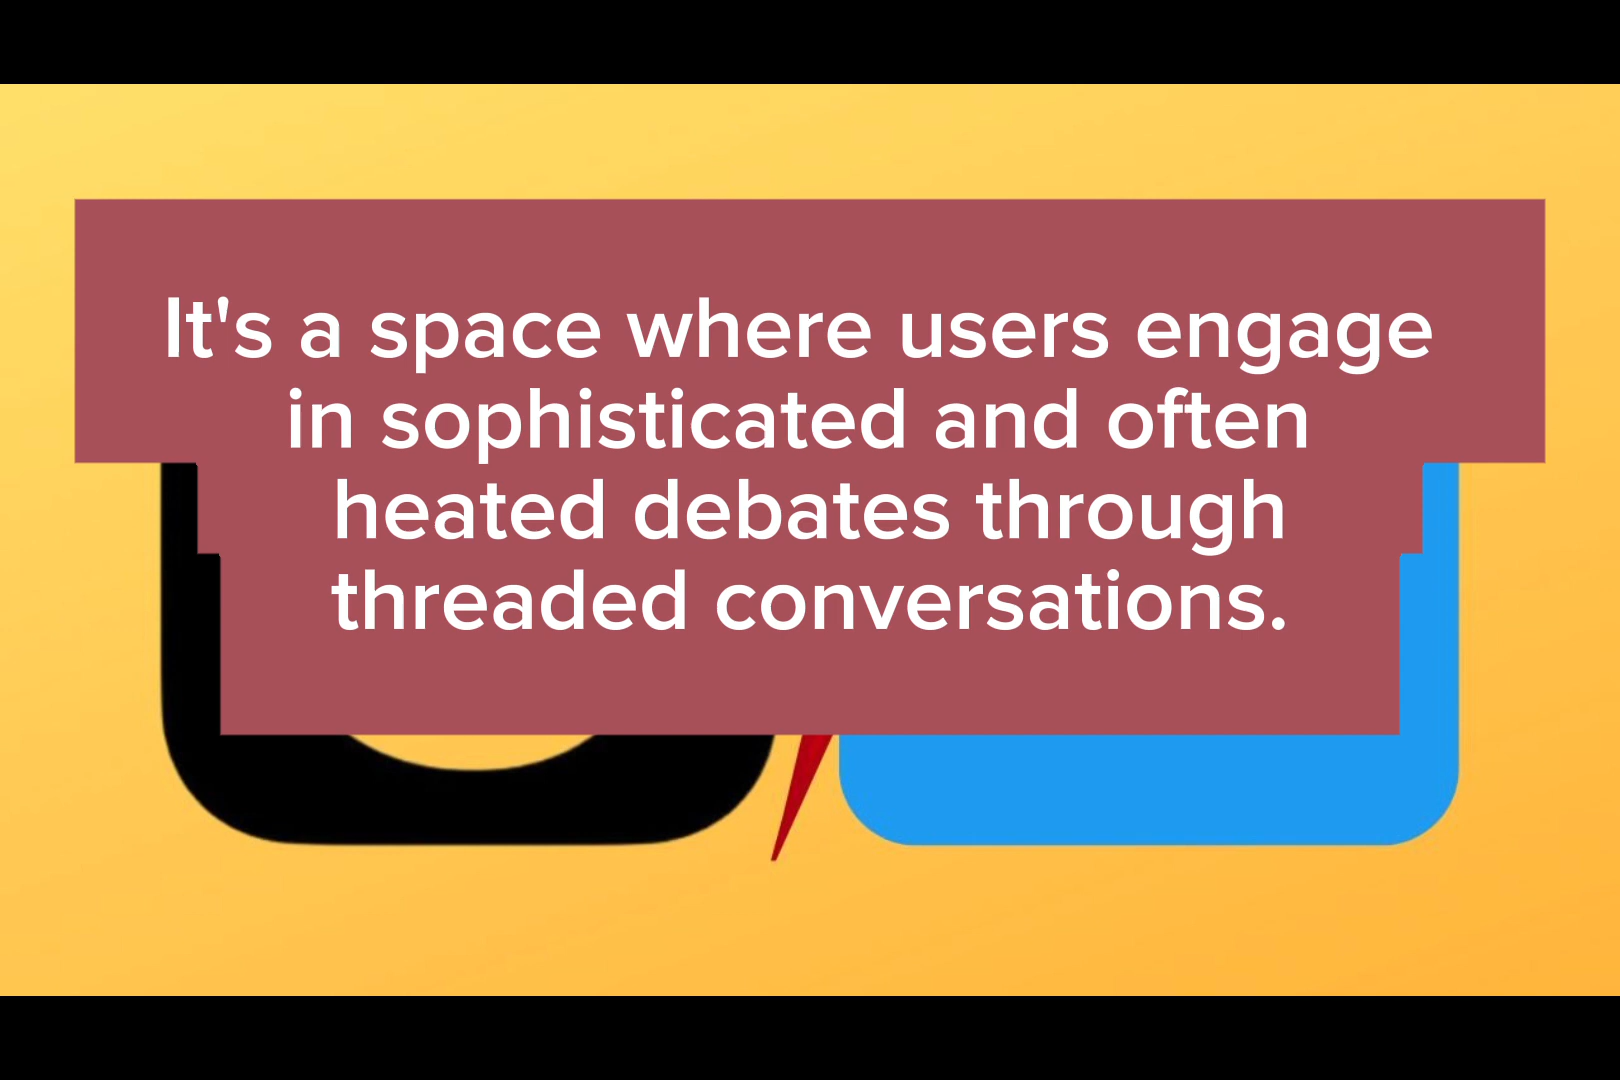 It's a space where users engage
in sophisticated and often
heated debates through
threaded conversations.